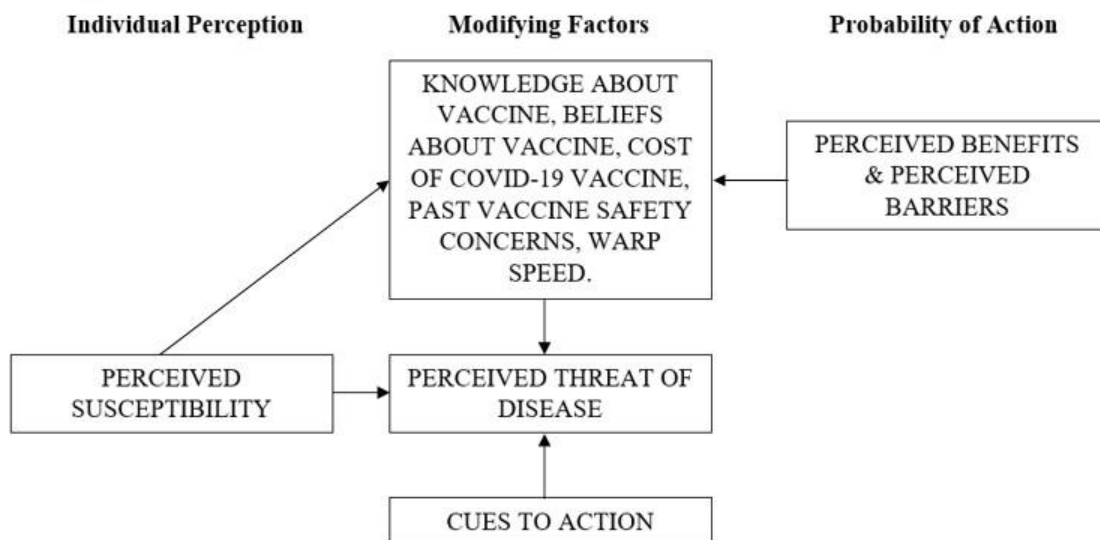 Individual Perception
Modifying Factors
Probability of Action
KNOWLEDGE ABOUT
VACCINE, BELIEFS
ABOUT VACCINE, COST
OF COVID-19 VACCINE,
PAST VACCINE SAFETY
CONCERNS, WARP
SPEED.
PERCEIVED BENEFITS
& PERCEIVED
BARRIERS
PERCEIVED
SUSCEPTIBILITY
PERCEIVED THREAT OF
DISEASE
CUES TO ACTION